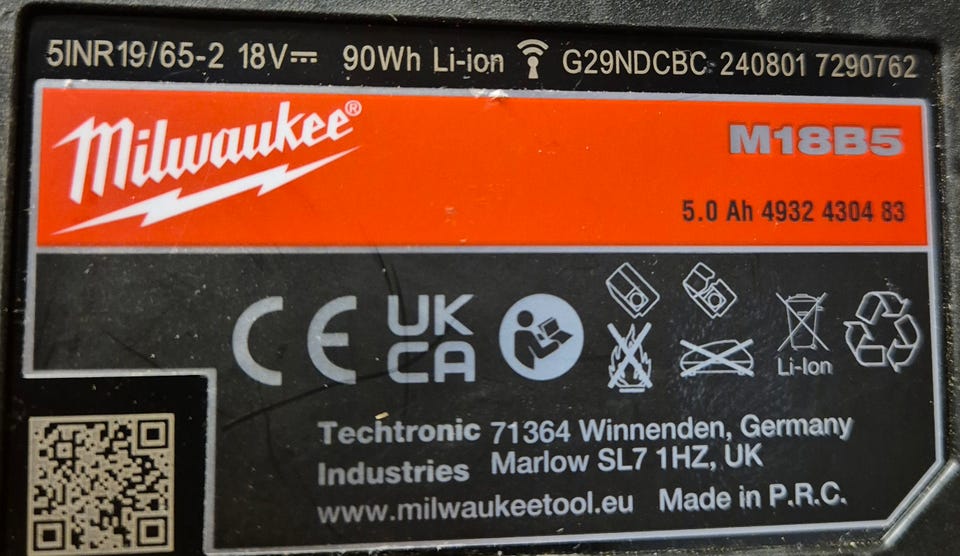 5INR19/65-2 18V⎓ 90Wh Li-ion G29NDCBC 240801 7290762
Milwaukee®
M18B5
5.0 Ah 4932 4304 83
CE UK CA
Li-Ion
Techtronic Industries
71364 Winnenden, Germany
Marlow SL7 1HZ, UK
www.milwaukeetool.eu Made in P.R.C.